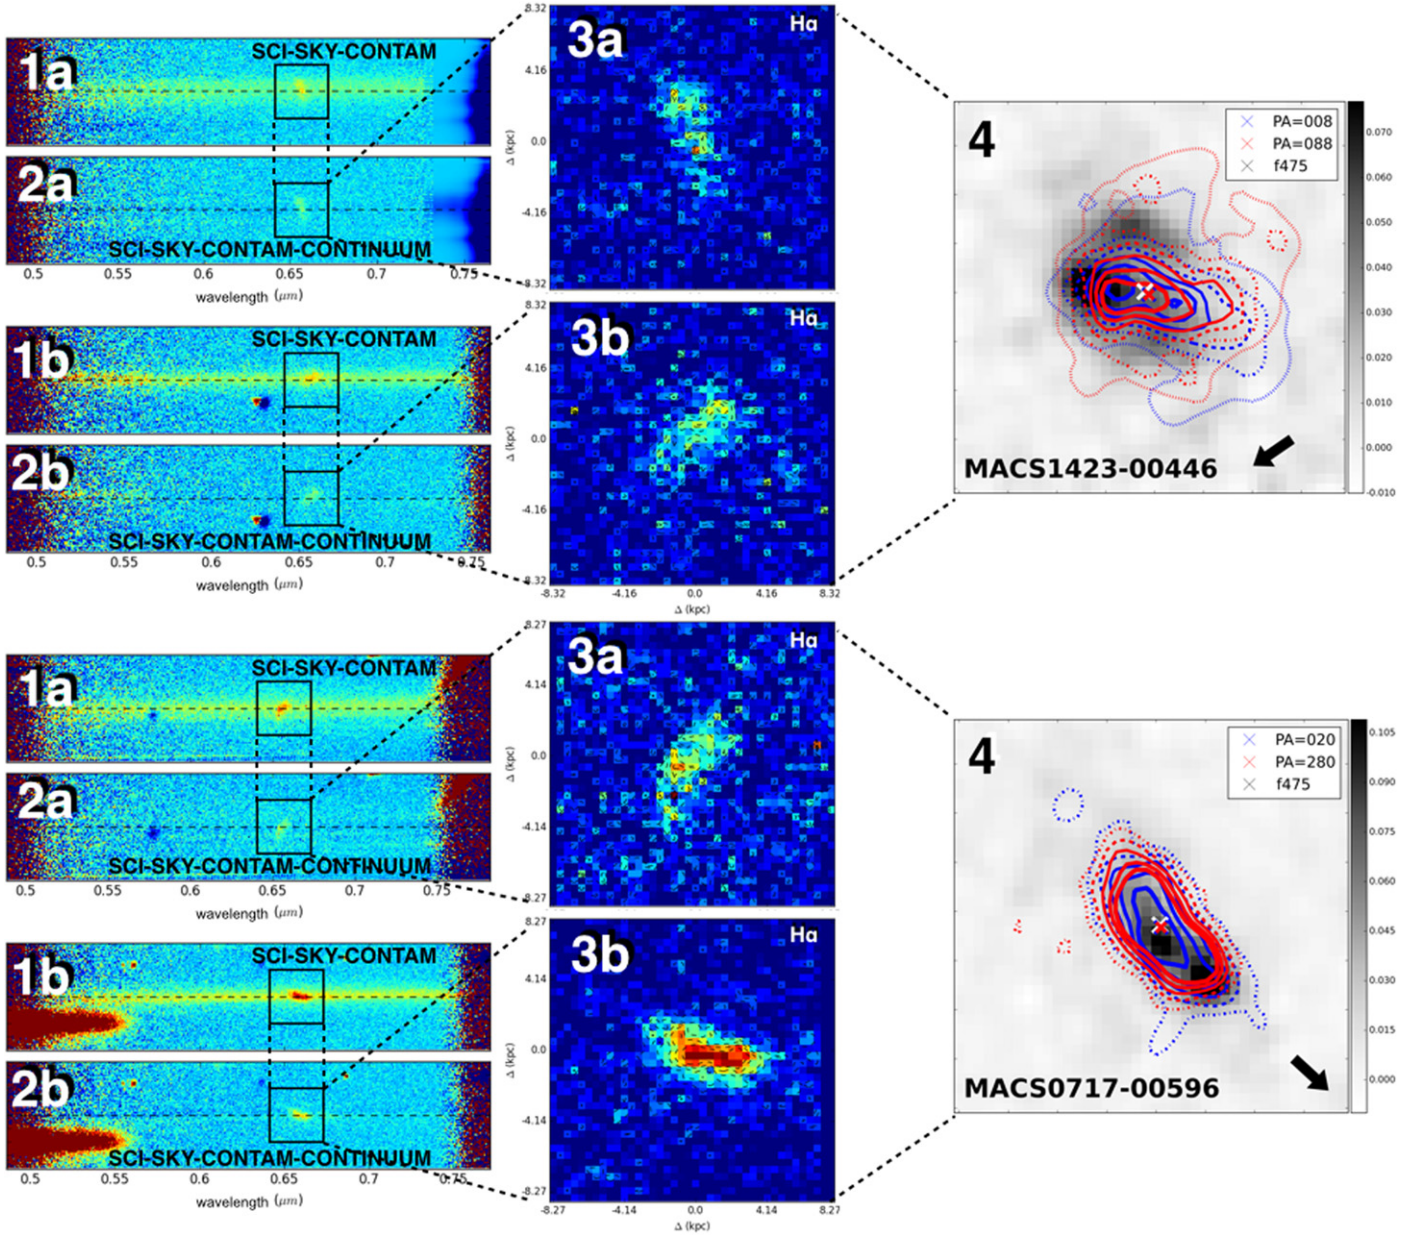 1a
SCI-SKY-CONTAM
2a
SCI-SKY-CONTAM-CONTINUUM
0.5 0.55 0.6 0.65 0.7 0.75
wavelength (μm)
1b
SCI-SKY-CONTAM
2b
SCI-SKY-CONTAM-CONTINUUM
0.5 0.55 0.6 0.65 0.7 0.75
wavelength (μm)
3a
Hα
8.32
4.16
0.0
-4.16
-8.32
Δ (kpc)
3b
Hα
8.32
4.16
0.0
-4.16
-8.32
Δ (kpc)
-8.32 -4.16 0.0 4.16 8.32
Δ (kpc)
4
PA=008
PA=088
f475
MACS1423-00446
0.070
0.060
0.050
0.040
0.030
0.020
0.010
0.000
-0.010
1a
SCI-SKY-CONTAM
2a
SCI-SKY-CONTAM-CONTINUUM
0.5 0.55 0.6 0.65 0.7 0.75
wavelength (μm)
1b
SCI-SKY-CONTAM
2b
SCI-SKY-CONTAM-CONTINUUM
0.5 0.55 0.6 0.65 0.7 0.75
wavelength (μm)
3a
Hα
8.27
4.14
0.0
-4.14
-8.27
Δ (kpc)
3b
Hα
8.27
4.14
0.0
-4.14
-8.27
Δ (kpc)
-8.27 -4.14 0.0 4.14 8.27
Δ (kpc)
4
PA=020
PA=280
f475
MACS0717-00596
0.105
0.090
0.075
0.060
0.045
0.030
0.015
0.000